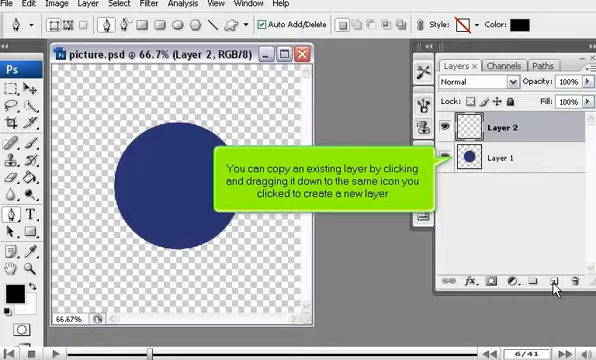 File Edit Image Layer Select Filter Analysis View Window Help
Auto Add/Delete Style: Color:
picture.psd @ 66.7% (Layer 2, RGB/8)
Ps
T
66.67%
Layers x Channels Paths
Normal Opacity: 100%
Lock: Fill: 100%
Layer 2
Layer 1
You can copy an existing layer by clicking
and dragging it down to the same icon you
clicked to create a new layer
fx
6/41